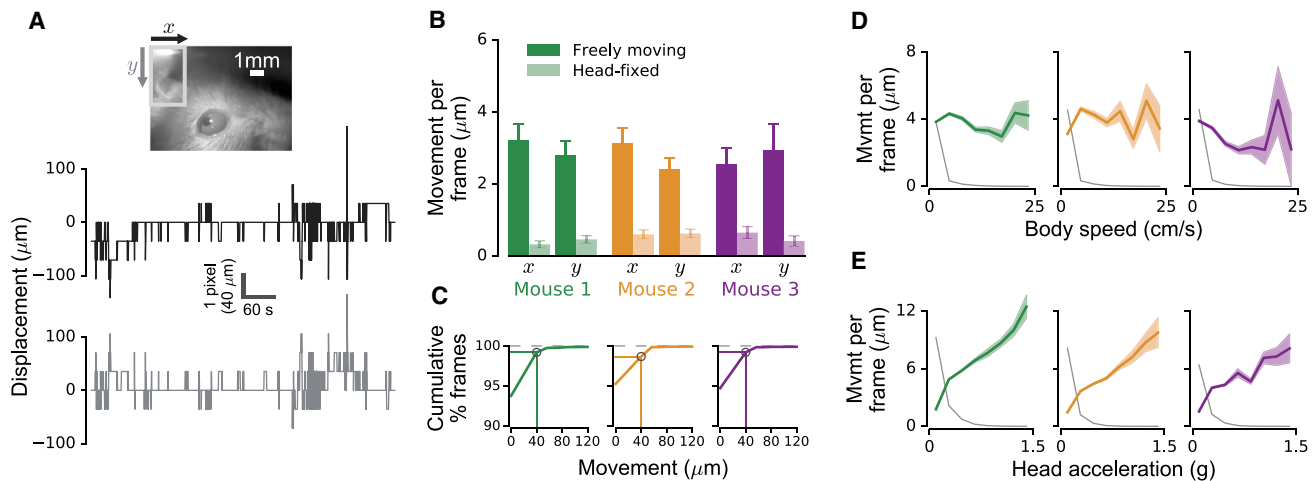 A
x
y
1mm
Displacement (μm)
100
0
−100
1 pixel
(40 μm)
60 s
100
0
−100
B
Movement per
frame (μm)
6
4
2
0
Freely moving
Head-fixed
x y x y x y
Mouse 1 Mouse 2 Mouse 3
C
Cumulative
% frames
100
95
90
0 40 80 120 0 40 80 120 0 40 80 120
Movement (μm)
D
Mvmt per
frame (μm)
8
4
0
0 25 0 25 0 25
Body speed (cm/s)
E
Mvmt per
frame (μm)
12
6
0
0 1.5 0 1.5 0 1.5
Head acceleration (g)